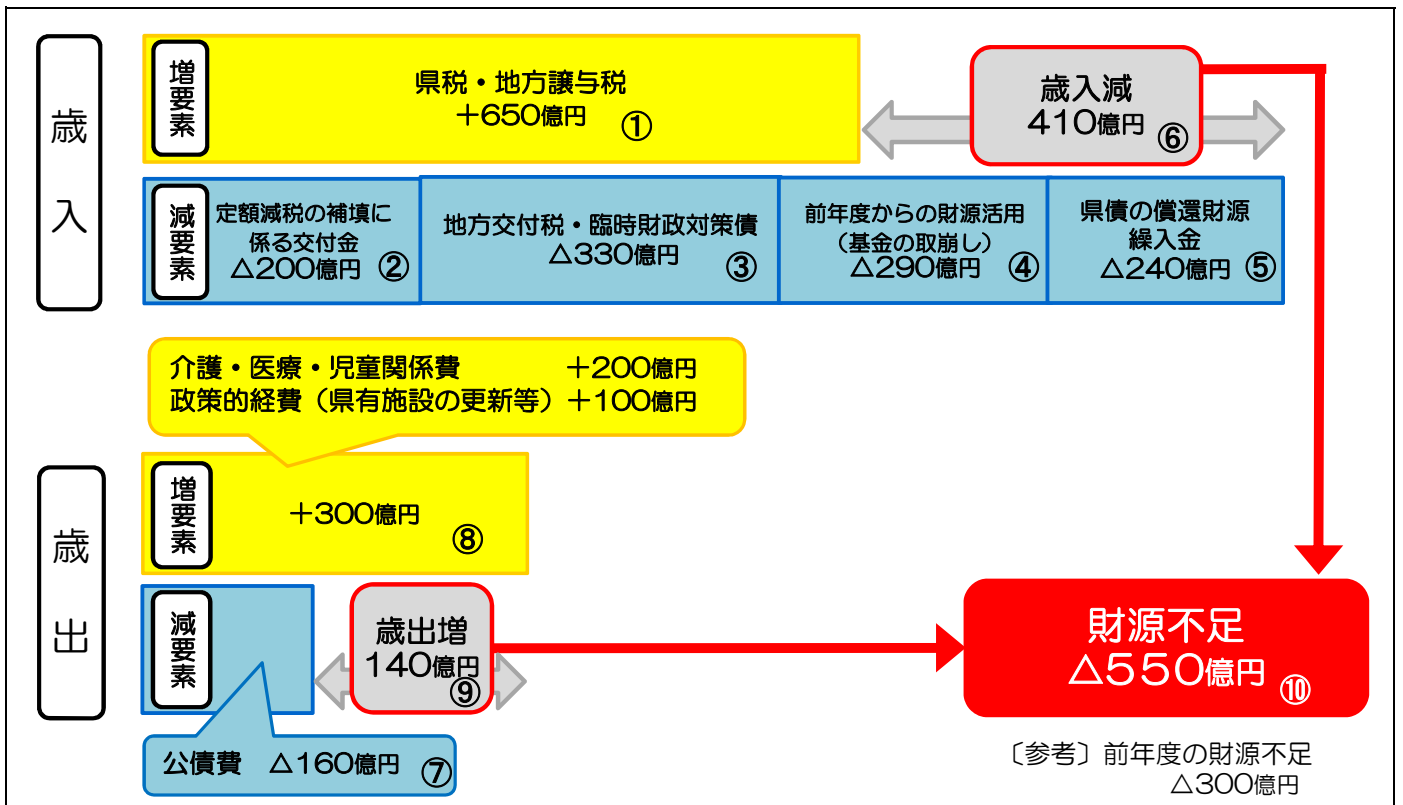 歳入
増要素
県税・地方譲与税
+650億円 ①
歳入減
410億円 ⑥
減要素
定額減税の補填に
係る交付金
△200億円 ②
地方交付税・臨時財政対策債
△330億円 ③
前年度からの財源活用
（基金の取崩し）
△290億円 ④
県債の償還財源
繰入金
△240億円 ⑤
介護・医療・児童関係費 +200億円
政策的経費（県有施設の更新等）+100億円
歳出
増要素
+300億円 ⑧
減要素
歳出増
140億円 ⑨
公債費 △160億円 ⑦
財源不足
△550億円 ⑩
〔参考〕前年度の財源不足
△300億円